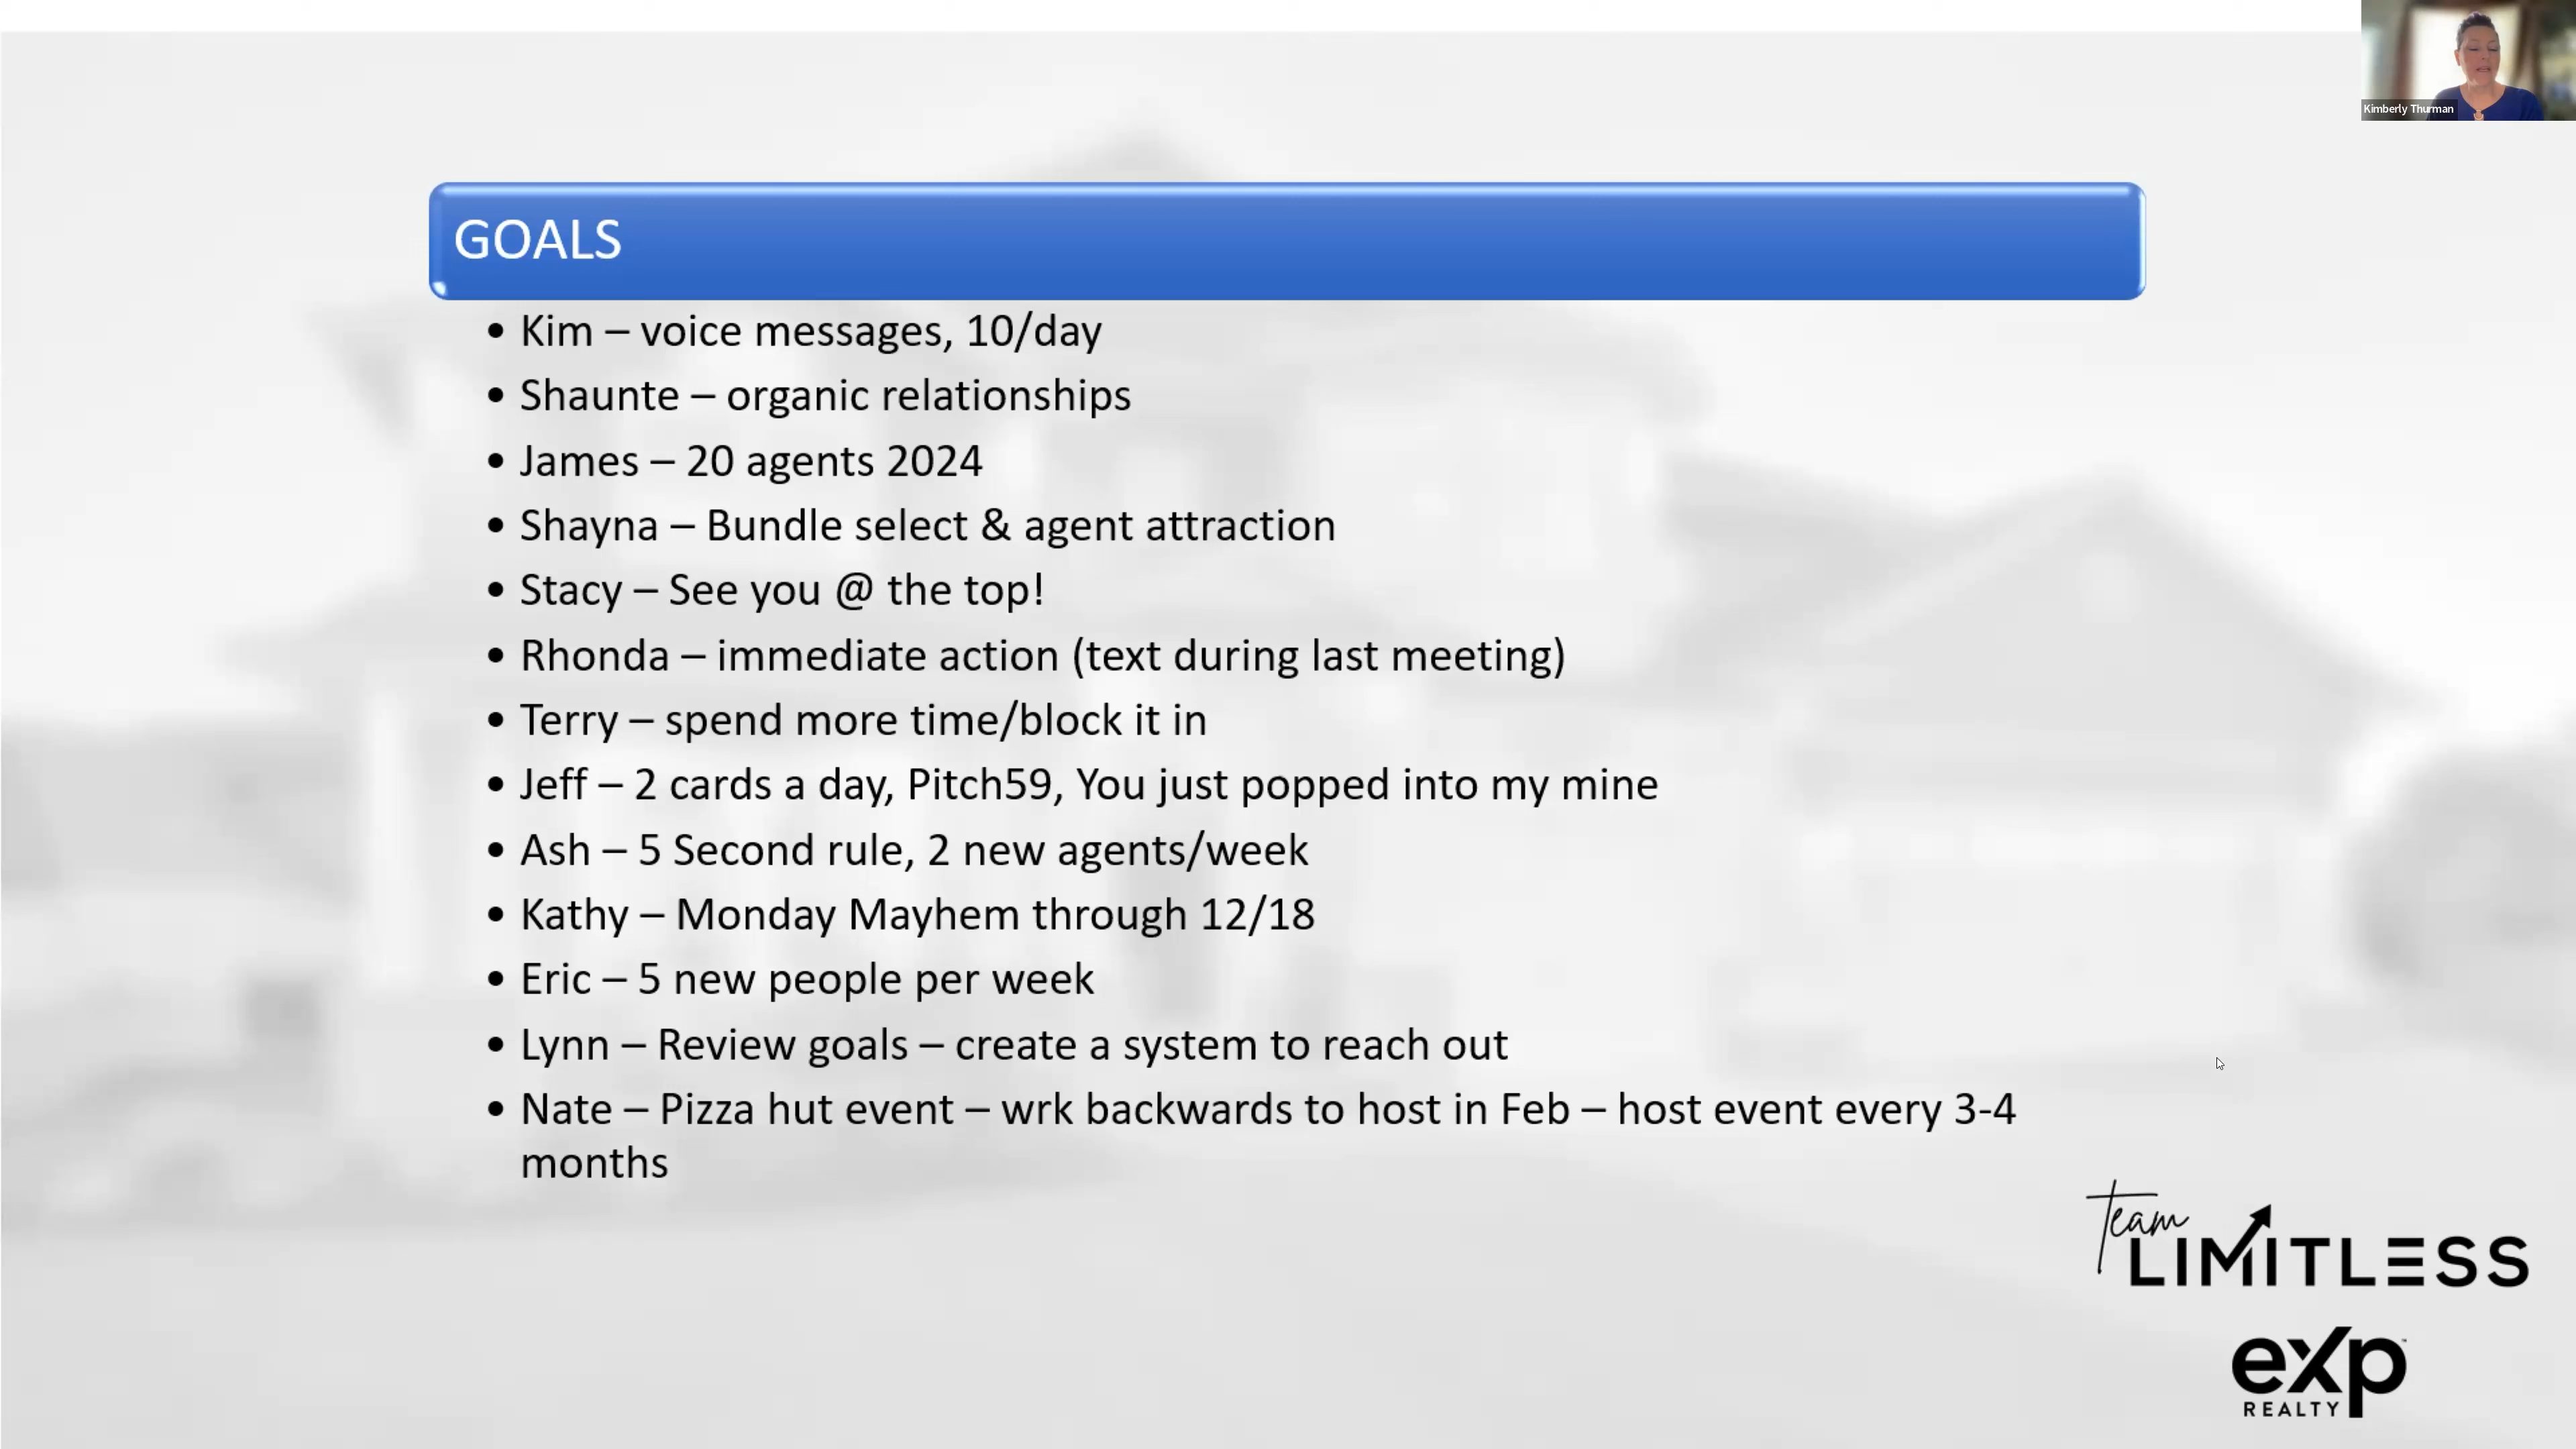 Kimberly Thurman
GOALS
• Kim – voice messages, 10/day
• Shaunte – organic relationships
• James – 20 agents 2024
• Shayna – Bundle select & agent attraction
• Stacy – See you @ the top!
• Rhonda – immediate action (text during last meeting)
• Terry – spend more time/block it in
• Jeff – 2 cards a day, Pitch59, You just popped into my mine
• Ash – 5 Second rule, 2 new agents/week
• Kathy – Monday Mayhem through 12/18
• Eric – 5 new people per week
• Lynn – Review goals – create a system to reach out
• Nate – Pizza hut event – wrk backwards to host in Feb – host event every 3-4
months
Team
LIMITLESS
eXp
REALTY